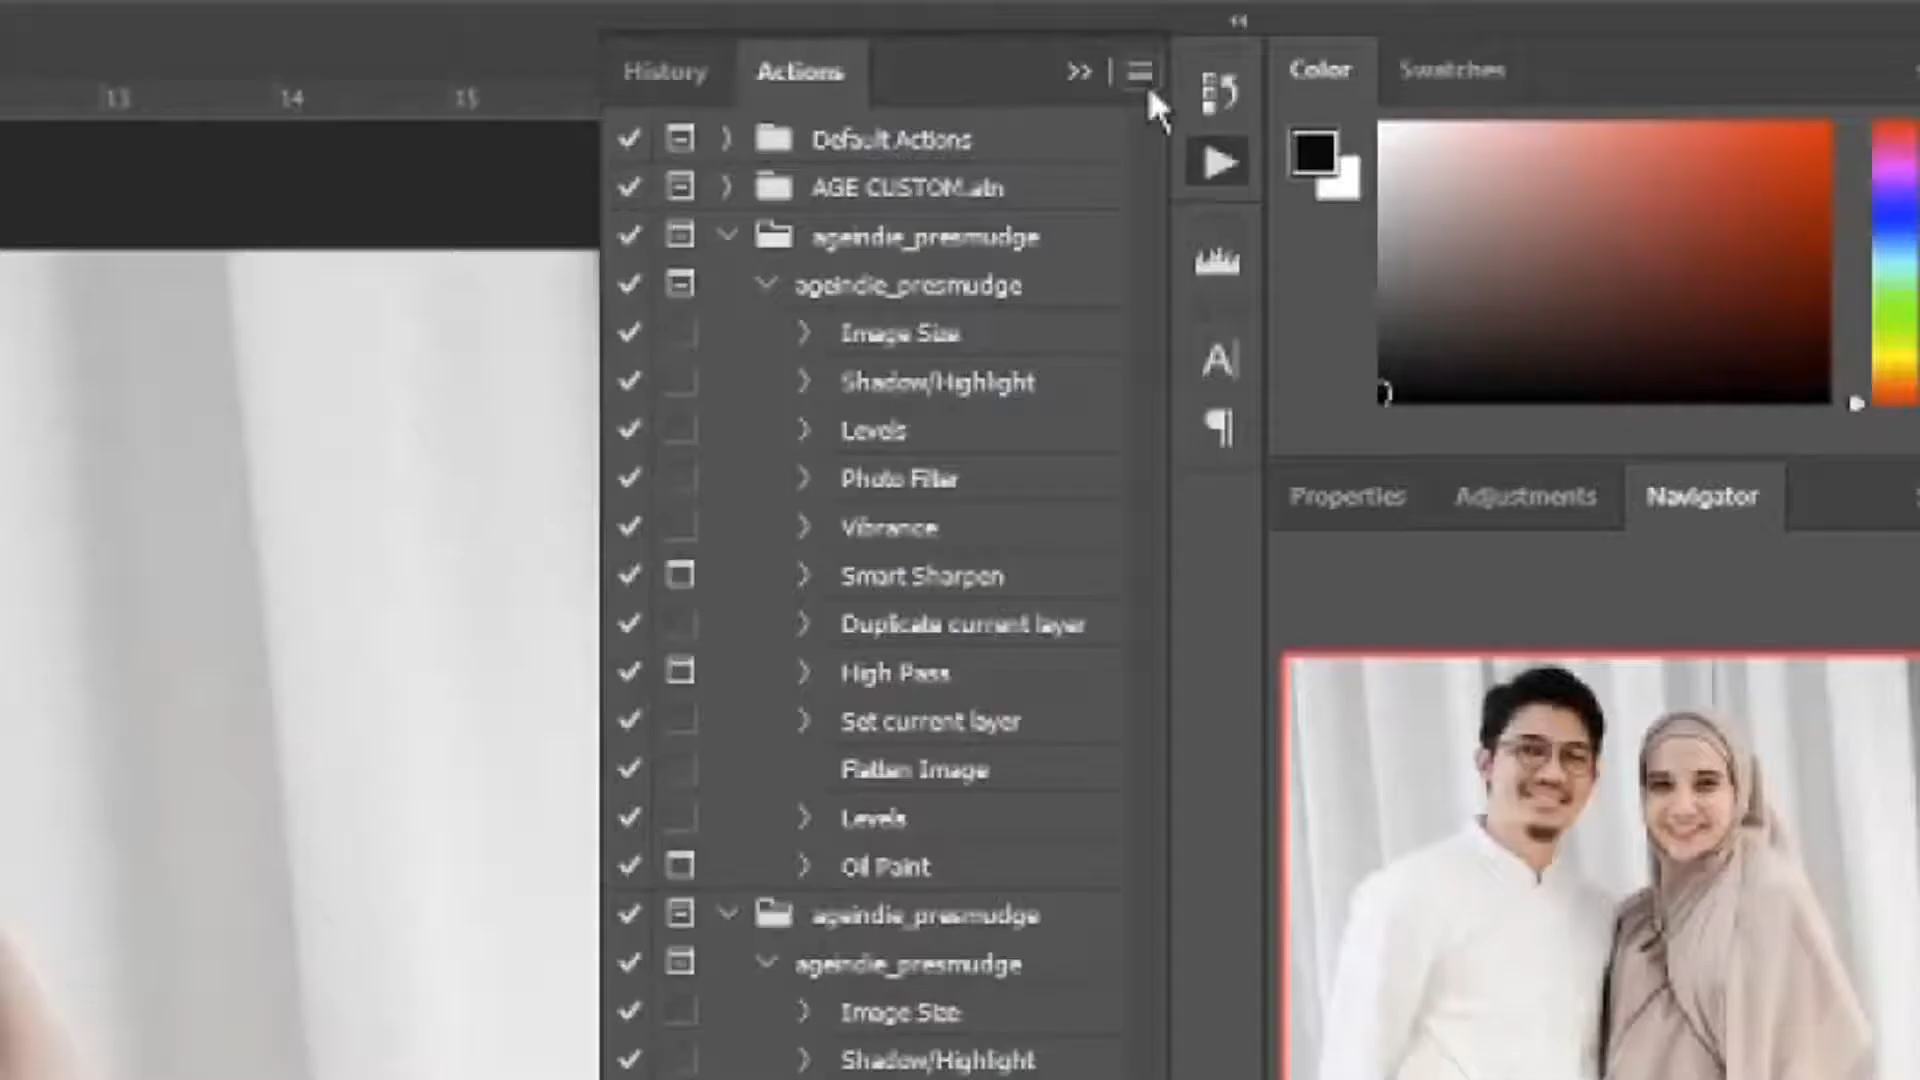 13 14 15
History Actions
Color Swatches
Default Actions
AGE CUSTOM.atn
ageindie_presmudge
ageindie_presmudge
Image Size
Shadow/Highlight
Levels
Photo Filter
Vibrance
Smart Sharpen
Duplicate current layer
High Pass
Set current layer
Flatten Image
Levels
Oil Paint
ageindie_presmudge
ageindie_presmudge
Image Size
Shadow/Highlight
Properties Adjustments Navigator